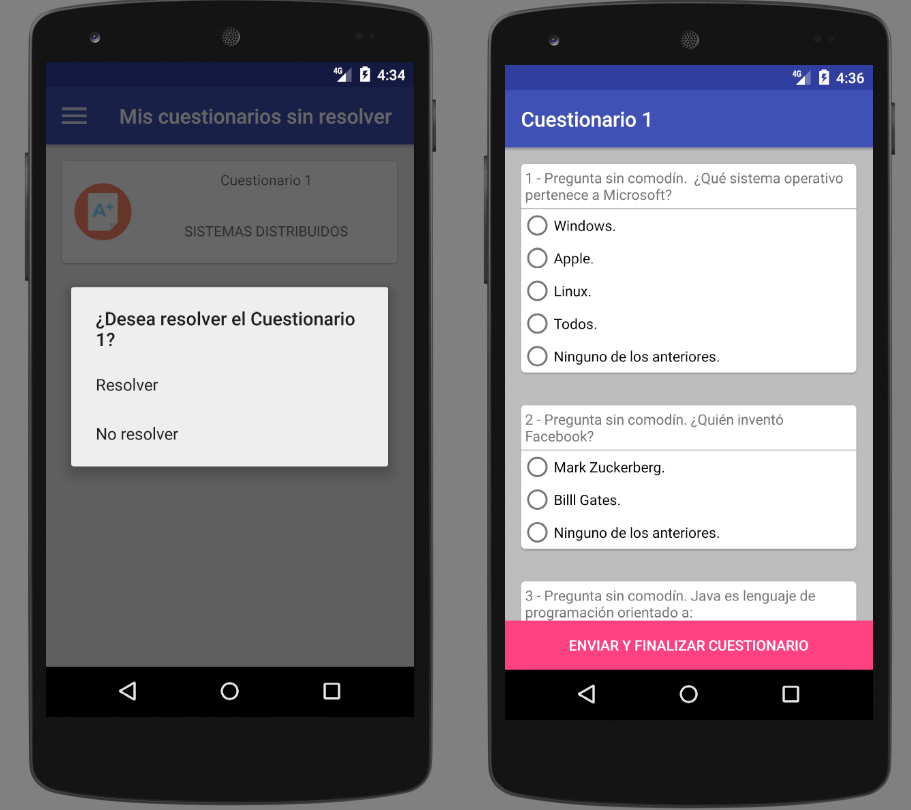 4G 4:34
Mis cuestionarios sin resolver
A+
Cuestionario 1
SISTEMAS DISTRIBUIDOS
¿Desea resolver el Cuestionario
1?
Resolver
No resolver
4G 4:36
Cuestionario 1
1 - Pregunta sin comodín. ¿Qué sistema operativo
pertenece a Microsoft?
Windows.
Apple.
Linux.
Todos.
Ninguno de los anteriores.
2 - Pregunta sin comodín. ¿Quién inventó
Facebook?
Mark Zuckerberg.
Billl Gates.
Ninguno de los anteriores.
3 - Pregunta sin comodín. Java es lenguaje de
programación orientado a:
ENVIAR Y FINALIZAR CUESTIONARIO